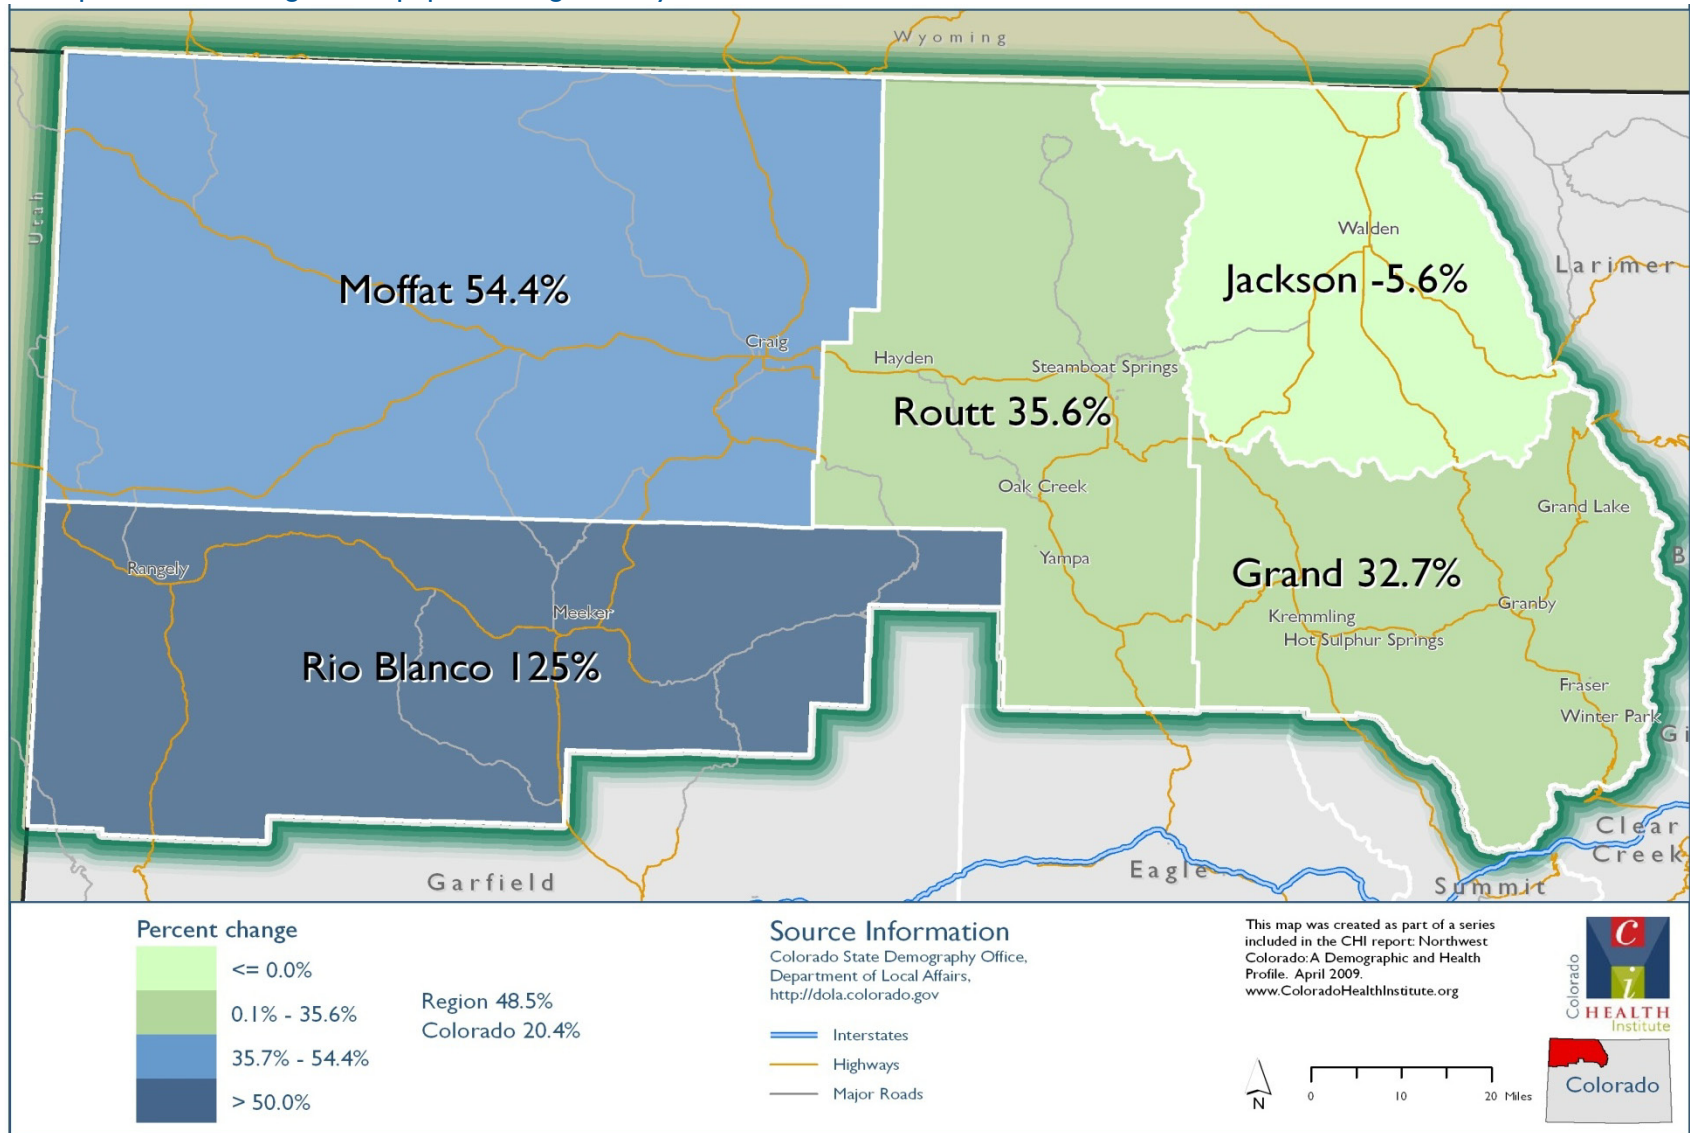 Wyoming
Utah
Larimer
Walden
Moffat 54.4%
Jackson -5.6%
Craig
Hayden
Steamboat Springs
Routt 35.6%
Oak Creek
Grand Lake
Yampa
Grand 32.7%
Rangely
Meeker
Granby
Kremmling
Hot Sulphur Springs
Rio Blanco 125%
Fraser
Winter Park
Gi
B
Clear
Creek
Garfield
Eagle
Summit
Percent change
<= 0.0%
0.1% - 35.6%
35.7% - 54.4%
> 50.0%
Region 48.5%
Colorado 20.4%
Source Information
Colorado State Demography Office,
Department of Local Affairs,
http://dola.colorado.gov
Interstates
Highways
Major Roads
This map was created as part of a series
included in the CHI report: Northwest
Colorado: A Demographic and Health
Profile. April 2009.
www.ColoradoHealthInstitute.org
N
0 10 20 Miles
C
i
Colorado
HEALTH
Institute
Colorado